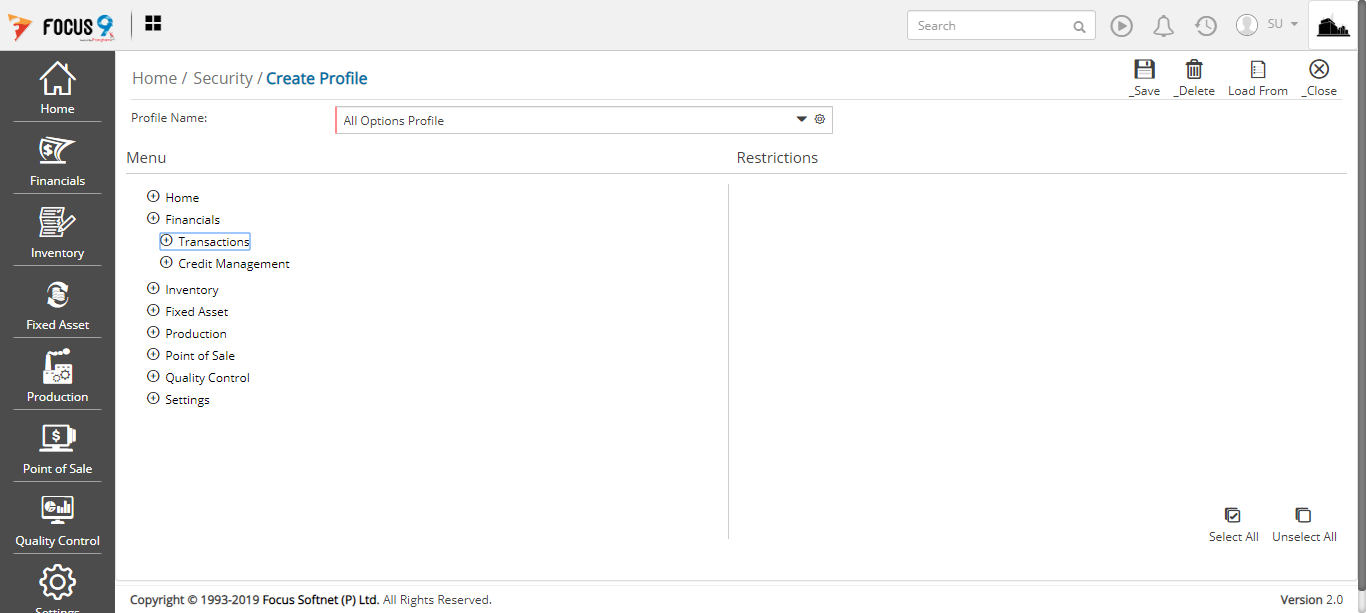 FOCUS 9
Search
SU
Home
Financials
Inventory
Fixed Asset
Production
Point of Sale
Quality Control
Settings
Home / Security / Create Profile
_Save
_Delete
Load From
_Close
Profile Name:
All Options Profile
Menu
Restrictions
Home
Financials
Transactions
Credit Management
Inventory
Fixed Asset
Production
Point of Sale
Quality Control
Settings
Select All
Unselect All
Copyright © 1993-2019 Focus Softnet (P) Ltd. All Rights Reserved.
Version 2.0